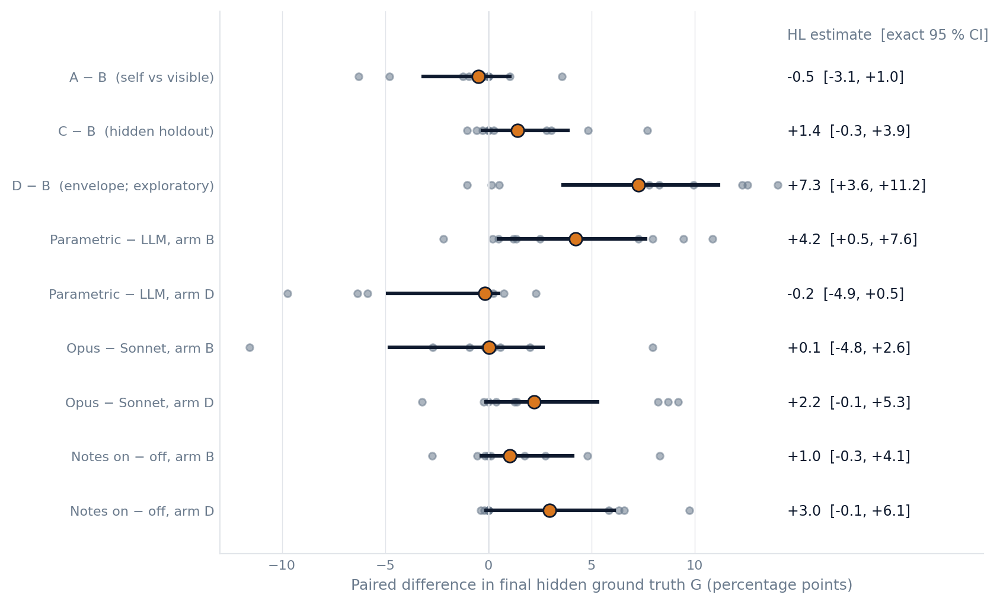 HL estimate  [exact 95 % CI]
A − B  (self vs visible)  -0.5  [-3.1, +1.0]
C − B  (hidden holdout)  +1.4  [-0.3, +3.9]
D − B  (envelope; exploratory)  +7.3  [+3.6, +11.2]
Parametric − LLM, arm B  +4.2  [+0.5, +7.6]
Parametric − LLM, arm D  -0.2  [-4.9, +0.5]
Opus − Sonnet, arm B  +0.1  [-4.8, +2.6]
Opus − Sonnet, arm D  +2.2  [-0.1, +5.3]
Notes on − off, arm B  +1.0  [-0.3, +4.1]
Notes on − off, arm D  +3.0  [-0.1, +6.1]
−10  −5  0  5  10
Paired difference in final hidden ground truth G (percentage points)